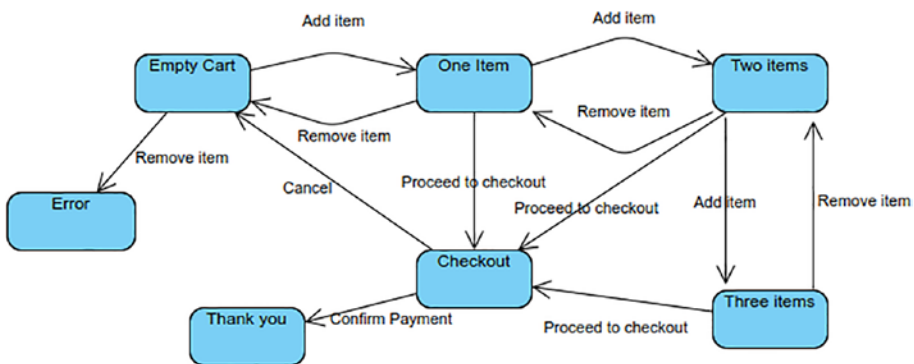 Add item
Add item
Empty Cart
One Item
Two items
Remove item
Remove item
Remove item
Cancel
Proceed to checkout
Error
Proceed to checkout
Add item
Remove item
Checkout
Three items
Thank you
Confirm Payment
Proceed to checkout